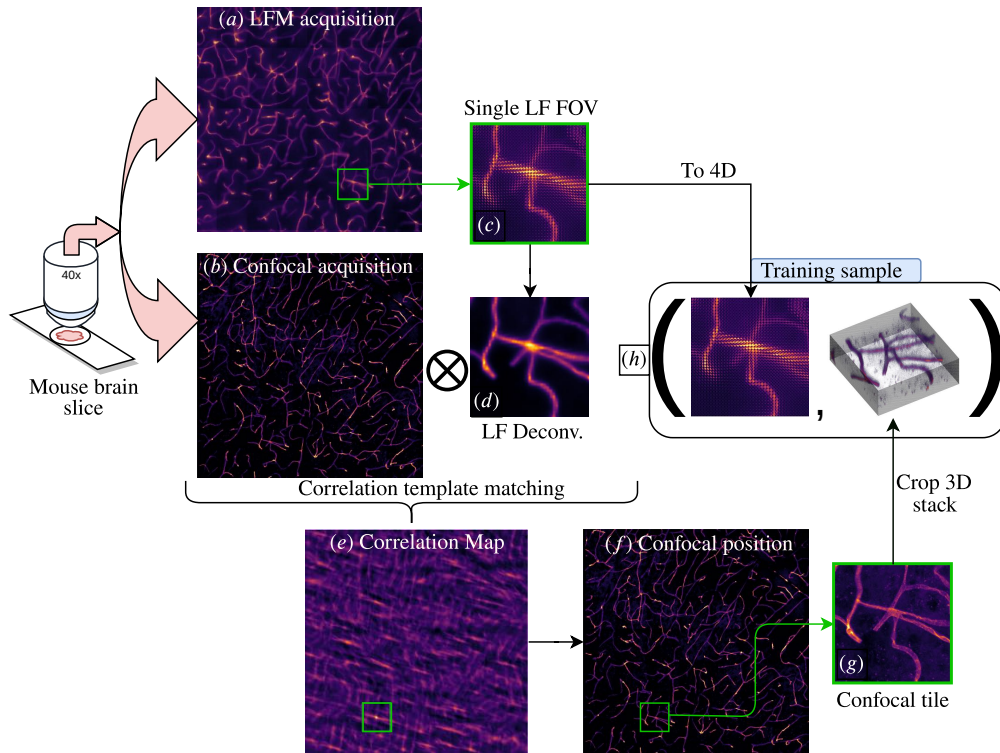 (a) LFM acquisition
Single LF FOV
To 4D
(c)
40x
(b) Confocal acquisition
Training sample
(h)
,
Mouse brain
slice
(d)
LF Deconv.
Correlation template matching
Crop 3D
stack
(e) Correlation Map
(f) Confocal position
(g)
Confocal tile